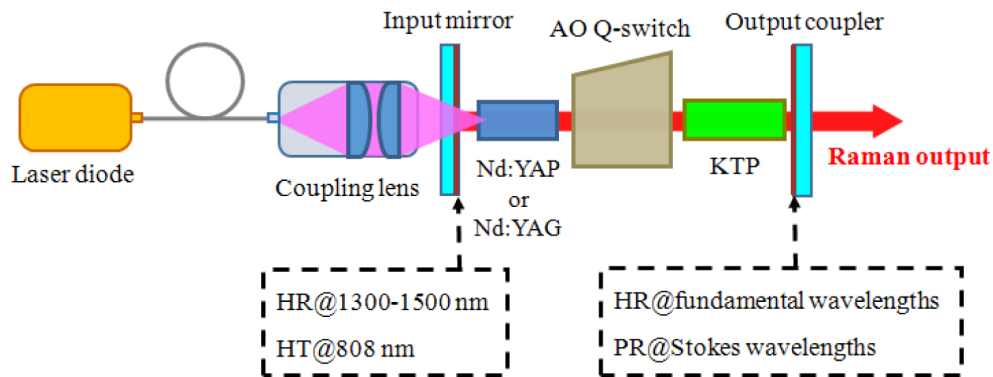 Input mirror
AO Q-switch
Output coupler
Laser diode
Coupling lens
Nd:YAP
or
Nd:YAG
KTP
Raman output
HR@1300-1500 nm
HT@808 nm
HR@fundamental wavelengths
PR@Stokes wavelengths